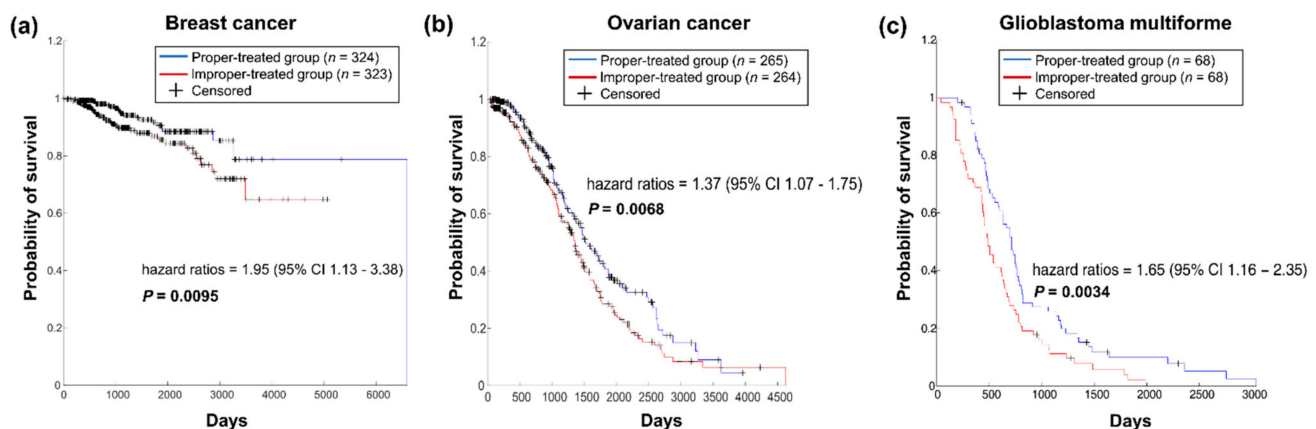 (a)
Breast cancer
Probability of survival
1.2
1
0.8
0.6
0.4
0.2
0
Proper-treated group (n = 324)
Improper-treated group (n = 323)
Censored
hazard ratios = 1.95 (95% CI 1.13 - 3.38)
P = 0.0095
0 1000 2000 3000 4000 5000 6000
Days
(b)
Ovarian cancer
Probability of survival
1.2
1
0.8
0.6
0.4
0.2
0
Proper-treated group (n = 265)
Improper-treated group (n = 264)
Censored
hazard ratios = 1.37 (95% CI 1.07 - 1.75)
P = 0.0068
0 500 1000 1500 2000 2500 3000 3500 4000 4500
Days
(c)
Glioblastoma multiforme
Probability of survival
1.2
1
0.8
0.6
0.4
0.2
0
Proper-treated group (n = 68)
Improper-treated group (n = 68)
Censored
hazard ratios = 1.65 (95% CI 1.16 – 2.35)
P = 0.0034
0 500 1000 1500 2000 2500 3000
Days